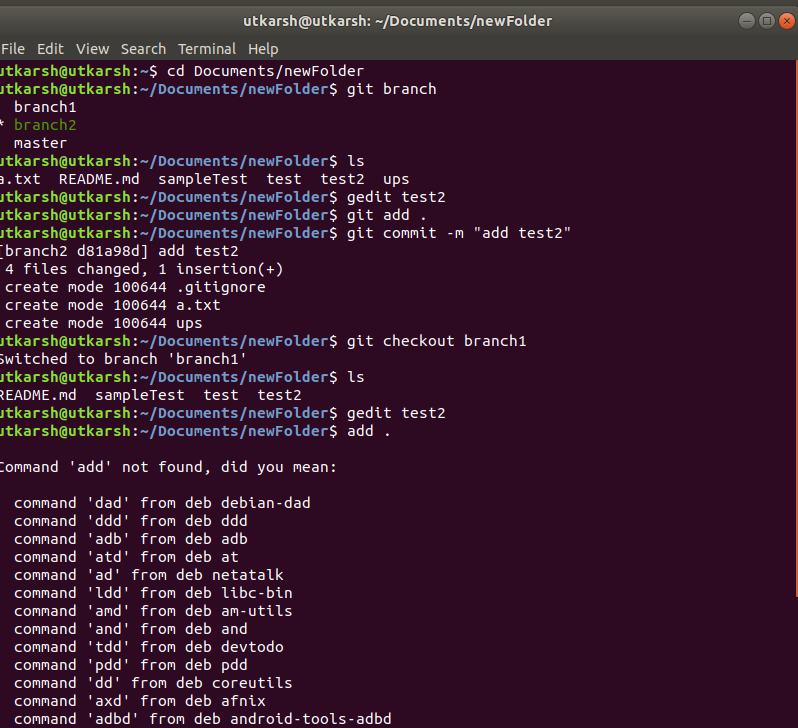 utkarsh@utkarsh: ~/Documents/newFolder
File Edit View Search Terminal Help
utkarsh@utkarsh:~$ cd Documents/newFolder
utkarsh@utkarsh:~/Documents/newFolder$ git branch
branch1
* branch2
master
utkarsh@utkarsh:~/Documents/newFolder$ ls
a.txt README.md sampleTest test test2 ups
utkarsh@utkarsh:~/Documents/newFolder$ gedit test2
utkarsh@utkarsh:~/Documents/newFolder$ git add .
utkarsh@utkarsh:~/Documents/newFolder$ git commit -m "add test2"
[branch2 d81a98d] add test2
4 files changed, 1 insertion(+)
create mode 100644 .gitignore
create mode 100644 a.txt
create mode 100644 ups
utkarsh@utkarsh:~/Documents/newFolder$ git checkout branch1
Switched to branch 'branch1'
utkarsh@utkarsh:~/Documents/newFolder$ ls
README.md sampleTest test test2
utkarsh@utkarsh:~/Documents/newFolder$ gedit test2
utkarsh@utkarsh:~/Documents/newFolder$ add .
Command 'add' not found, did you mean:
command 'dad' from deb debian-dad
command 'ddd' from deb ddd
command 'adb' from deb adb
command 'atd' from deb at
command 'ad' from deb netatalk
command 'ldd' from deb libc-bin
command 'amd' from deb am-utils
command 'and' from deb and
command 'tdd' from deb devtodo
command 'pdd' from deb pdd
command 'dd' from deb coreutils
command 'axd' from deb afnix
command 'adbd' from deb android-tools-adbd